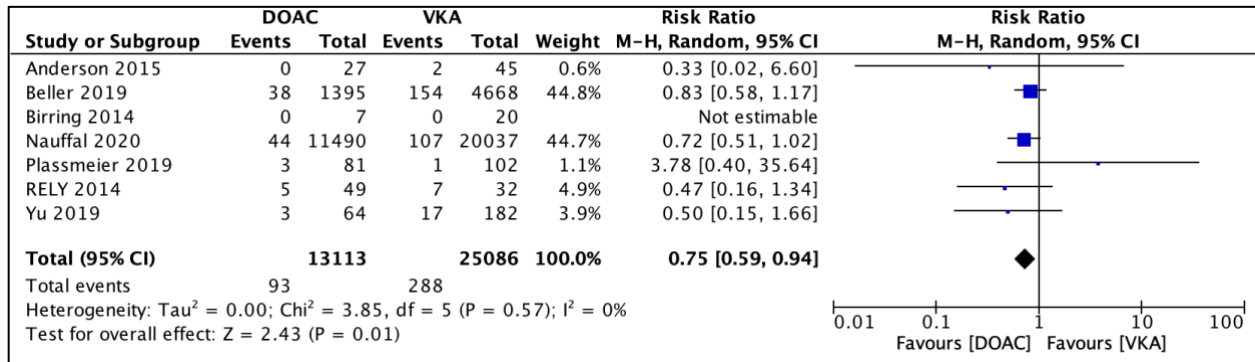 DOAC VKA Risk Ratio Risk Ratio
Study or Subgroup Events Total Events Total Weight M-H, Random, 95% CI M-H, Random, 95% CI
Anderson 2015 0 27 2 45 0.6% 0.33 [0.02, 6.60]
Beller 2019 38 1395 154 4668 44.8% 0.83 [0.58, 1.17]
Birring 2014 0 7 0 20 Not estimable
Nauffal 2020 44 11490 107 20037 44.7% 0.72 [0.51, 1.02]
Plassmeier 2019 3 81 1 102 1.1% 3.78 [0.40, 35.64]
RELY 2014 5 49 7 32 4.9% 0.47 [0.16, 1.34]
Yu 2019 3 64 17 182 3.9% 0.50 [0.15, 1.66]
Total (95% CI) 13113 25086 100.0% 0.75 [0.59, 0.94]
Total events 93 288
Heterogeneity: Tau² = 0.00; Chi² = 3.85, df = 5 (P = 0.57); I² = 0%
Test for overall effect: Z = 2.43 (P = 0.01)
0.01 0.1 1 10 100
Favours [DOAC] Favours [VKA]